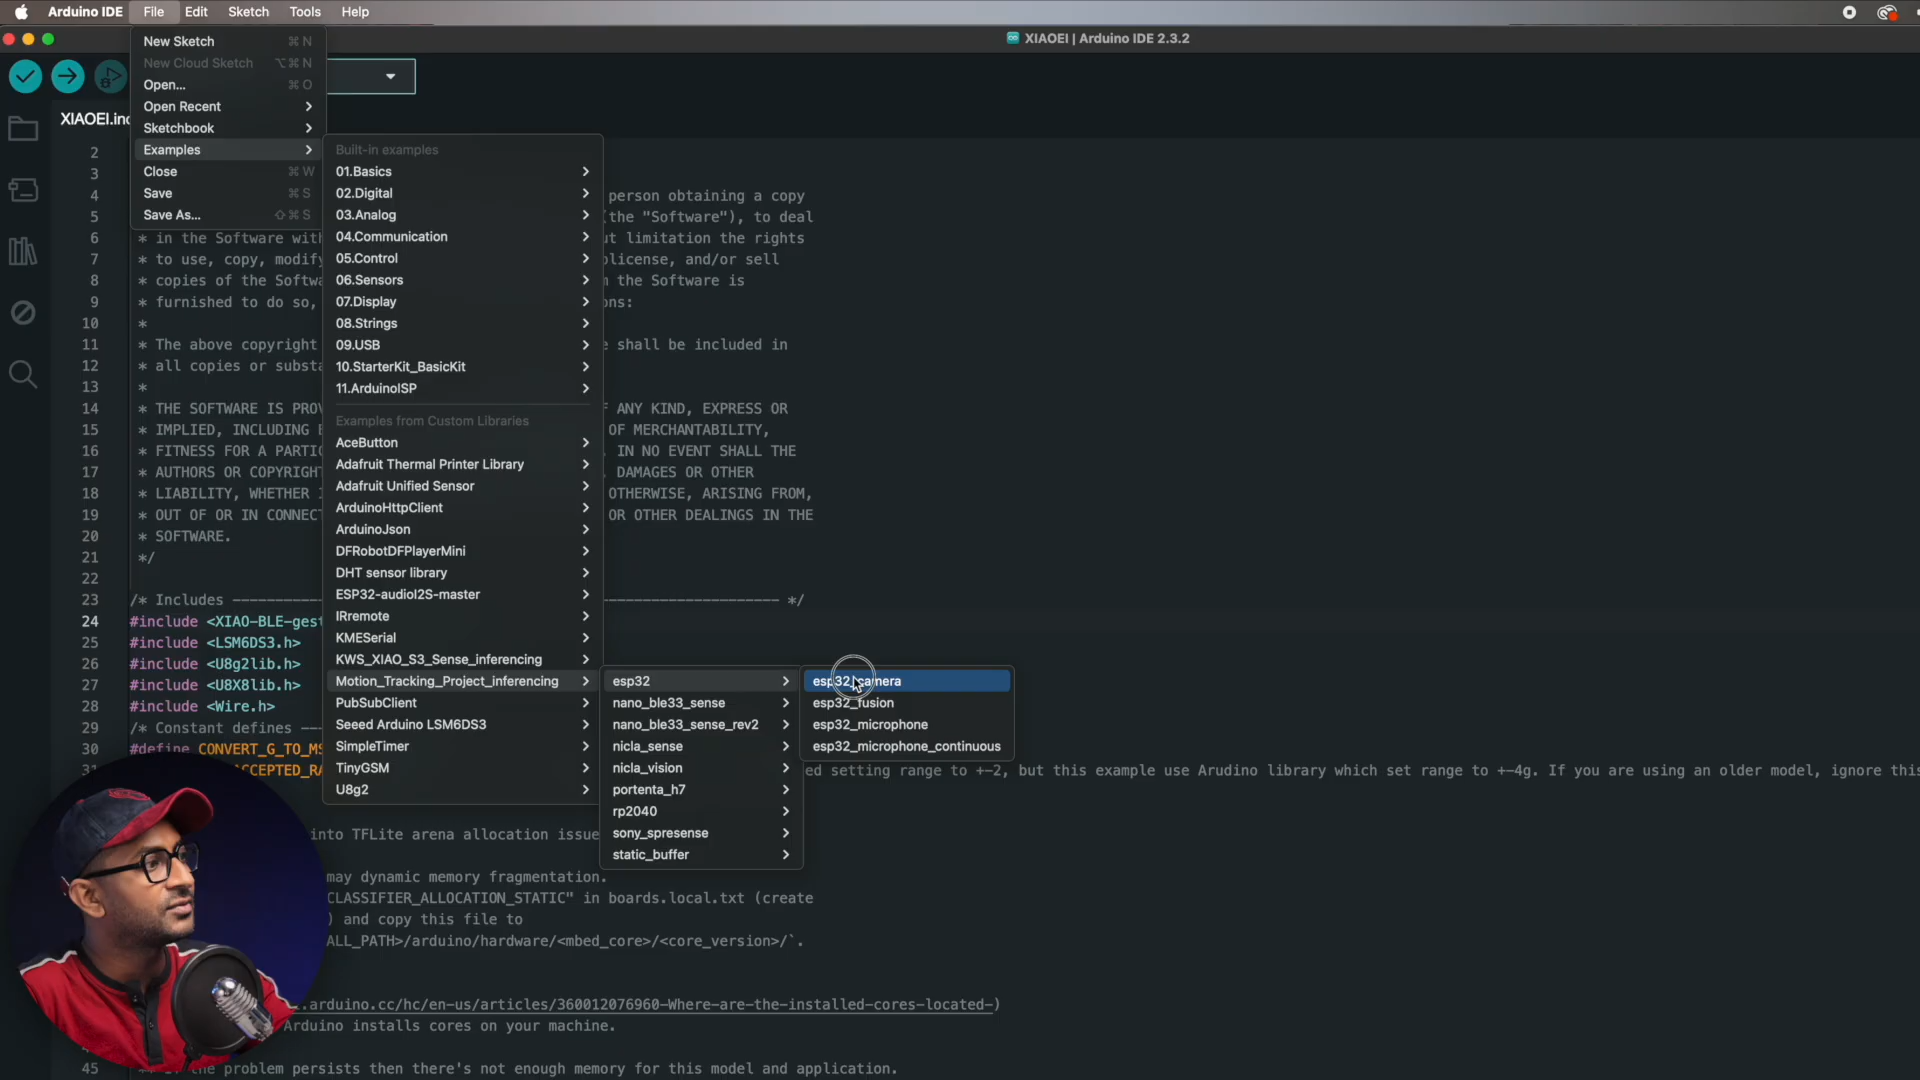 Arduino IDE File Edit Sketch Tools Help
XIAOEI | Arduino IDE 2.3.2
New Sketch ⌘ N
New Cloud Sketch ⌥ ⌘ N
Open... ⌘ O
Open Recent
Sketchbook
Examples
Close ⌘ W
Save ⌘ S
Save As... ⇧ ⌘ S
XIAOEI.in
Built-in examples
01.Basics
02.Digital
03.Analog
04.Communication
05.Control
06.Sensors
07.Display
08.Strings
09.USB
10.StarterKit_BasicKit
11.ArduinoISP
Examples from Custom Libraries
AceButton
Adafruit Thermal Printer Library
Adafruit Unified Sensor
ArduinoHttpClient
ArduinoJson
DFRobotDFPlayerMini
DHT sensor library
ESP32-audioI2S-master
IRremote
KMESerial
KWS_XIAO_S3_Sense_inferencing
Motion_Tracking_Project_inferencing
PubSubClient
Seeed Arduino LSM6DS3
SimpleTimer
TinyGSM
U8g2
esp32
nano_ble33_sense
nano_ble33_sense_rev2
nicla_sense
nicla_vision
portenta_h7
rp2040
sony_spresense
static_buffer
esp32_camera
esp32_fusion
esp32_microphone
esp32_microphone_continuous
2
3
4 person obtaining a copy
5 (the "Software"), to deal
6 * in the Software with ut limitation the rights
7 * to use, copy, modify license, and/or sell
8 * copies of the Softwa the Software is
9 * furnished to do so, ons:
10 *
11 * The above copyright e shall be included in
12 * all copies or substa
13 *
14 * THE SOFTWARE IS PROV ANY KIND, EXPRESS OR
15 * IMPLIED, INCLUDING OF MERCHANTABILITY,
16 * FITNESS FOR A PARTIC IN NO EVENT SHALL THE
17 * AUTHORS OR COPYRIGHT DAMAGES OR OTHER
18 * LIABILITY, WHETHER OTHERWISE, ARISING FROM,
19 * OUT OF OR IN CONNECT OR OTHER DEALINGS IN THE
20 * SOFTWARE.
21 */
22
23 /* Includes ---- */
24 #include <XIAO-BLE-gest
25 #include <LSM6DS3.h>
26 #include <U8g2lib.h>
27 #include <U8X8lib.h>
28 #include <Wire.h>
29 /* Constant defines --
30 #define CONVERT_G_TO_MS
ACCEPTED_RA ed setting range to +-2, but this example use Arudino library which set range to +-4g. If you are using an older model, ignore this
into TFLite arena allocation issue
may dynamic memory fragmentation.
CLASSIFIER_ALLOCATION_STATIC" in boards.local.txt (create
) and copy this file to
ALL_PATH>/arduino/hardware/<mbed_core>/<core_version>/`.
.arduino.cc/hc/en-us/articles/360012076960-Where-are-the-installed-cores-located-)
Arduino installs cores on your machine.
45 the problem persists then there's not enough memory for this model and application.